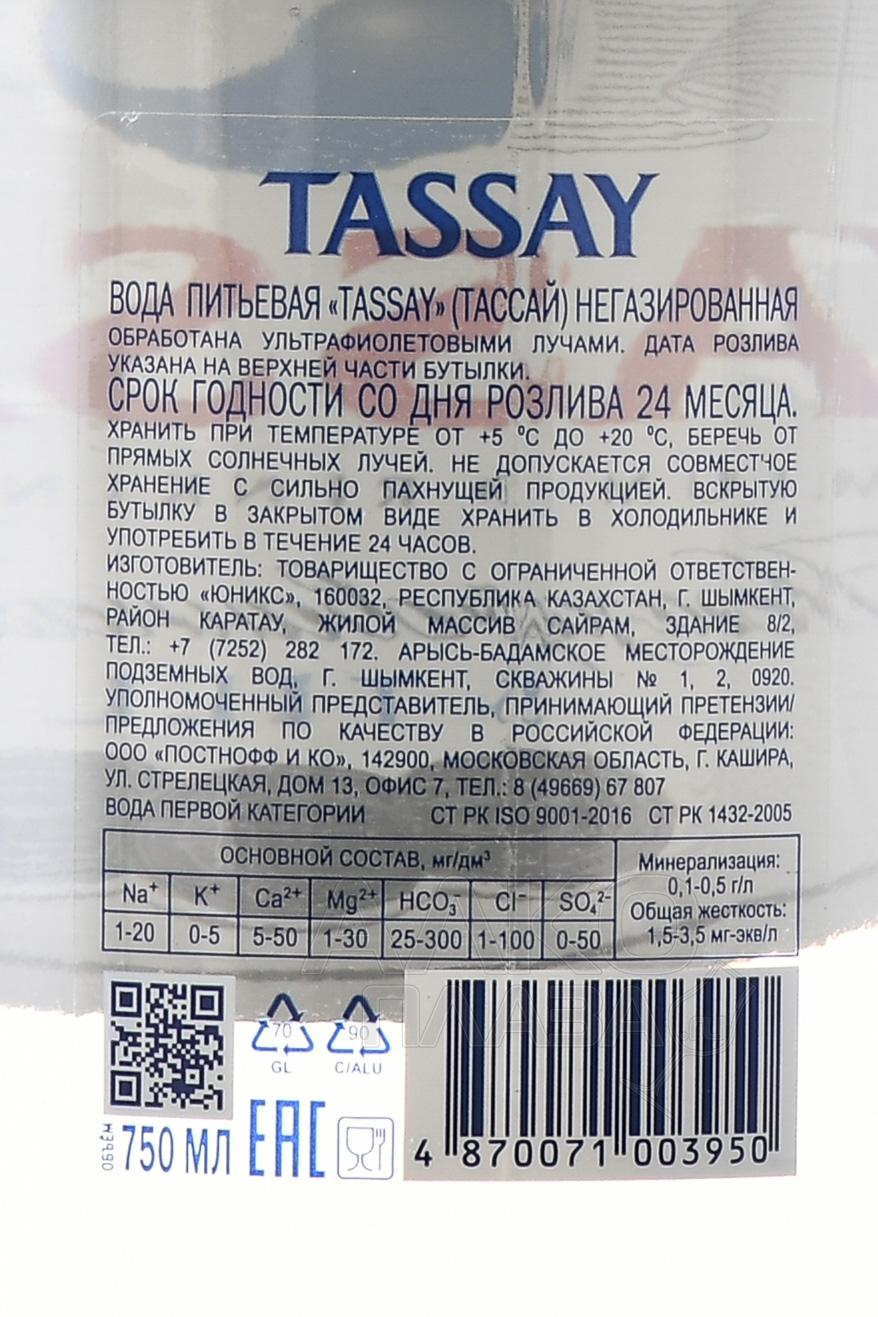 TASSAY
ВОДА ПИТЬЕВАЯ «TASSAY» (ТАССАЙ) НЕГАЗИРОВАННАЯ
ОБРАБОТАНА УЛЬТРАФИОЛЕТОВЫМИ ЛУЧАМИ. ДАТА РОЗЛИВА
УКАЗАНА НА ВЕРХНЕЙ ЧАСТИ БУТЫЛКИ.
СРОК ГОДНОСТИ СО ДНЯ РОЗЛИВА 24 МЕСЯЦА.
ХРАНИТЬ ПРИ ТЕМПЕРАТУРЕ ОТ +5 ⁰С ДО +20 ⁰С, БЕРЕЧЬ ОТ
ПРЯМЫХ СОЛНЕЧНЫХ ЛУЧЕЙ. НЕ ДОПУСКАЕТСЯ СОВМЕСТНОЕ
ХРАНЕНИЕ С СИЛЬНО ПАХНУЩЕЙ ПРОДУКЦИЕЙ. ВСКРЫТУЮ
БУТЫЛКУ В ЗАКРЫТОМ ВИДЕ ХРАНИТЬ В ХОЛОДИЛЬНИКЕ И
УПОТРЕБИТЬ В ТЕЧЕНИЕ 24 ЧАСОВ.
ИЗГОТОВИТЕЛЬ: ТОВАРИЩЕСТВО С ОГРАНИЧЕННОЙ ОТВЕТСТВЕН-
НОСТЬЮ «ЮНИКС», 160032, РЕСПУБЛИКА КАЗАХСТАН, Г. ШЫМКЕНТ,
РАЙОН КАРАТАУ, ЖИЛОЙ МАССИВ САЙРАМ, ЗДАНИЕ 8/2,
ТЕЛ.: +7 (7252) 282 172. АРЫСЬ-БАДАМСКОЕ МЕСТОРОЖДЕНИЕ
ПОДЗЕМНЫХ ВОД, Г. ШЫМКЕНТ, СКВАЖИНЫ № 1, 2, 0920.
УПОЛНОМОЧЕННЫЙ ПРЕДСТАВИТЕЛЬ, ПРИНИМАЮЩИЙ ПРЕТЕНЗИИ/
ПРЕДЛОЖЕНИЯ ПО КАЧЕСТВУ В РОССИЙСКОЙ ФЕДЕРАЦИИ:
ООО «ПОСТНОФФ И КО», 142900, МОСКОВСКАЯ ОБЛАСТЬ, Г. КАШИРА,
УЛ. СТРЕЛЕЦКАЯ, ДОМ 13, ОФИС 7, ТЕЛ.: 8 (49669) 67 807
ВОДА ПЕРВОЙ КАТЕГОРИИ СТ РК ISO 9001-2016 СТ РК 1432-2005
ОСНОВНОЙ СОСТАВ, мг/дм³
Na⁺ K⁺ Ca²⁺ Mg²⁺ HCO₃⁻ Cl⁻ SO₄²⁻
1-20 0-5 5-50 1-30 25-300 1-100 0-50
Минерализация:
0,1-0,5 г/л
Общая жесткость:
1,5-3,5 мг-экв/л
70 90
GL C/ALU
ОБЪЁМ 750 МЛ EAC
4 870071 003950